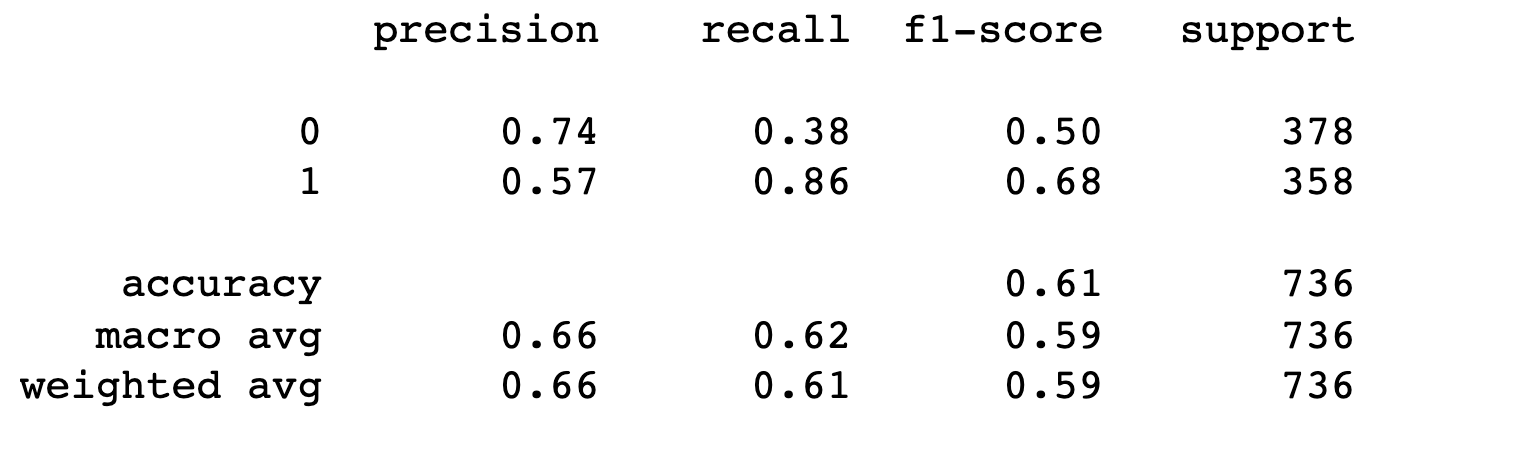 precision recall f1-score support
0 0.74 0.38 0.50 378
1 0.57 0.86 0.68 358
accuracy 0.61 736
macro avg 0.66 0.62 0.59 736
weighted avg 0.66 0.61 0.59 736